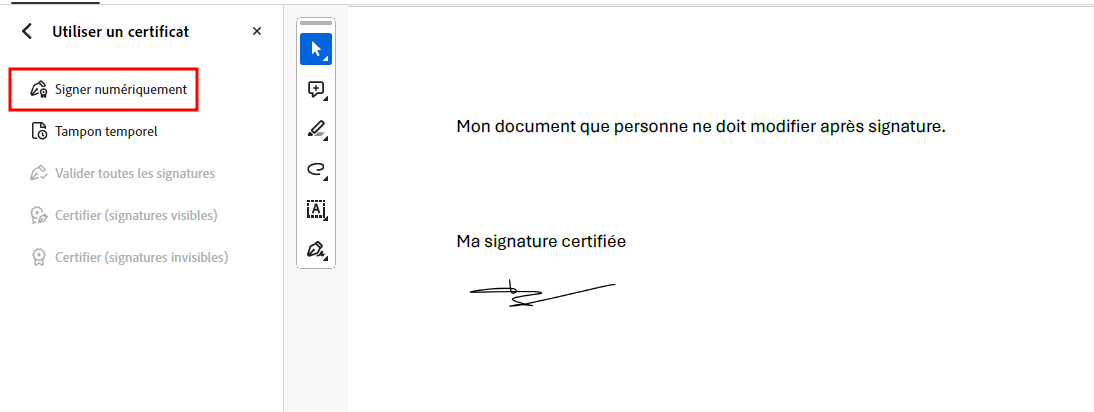 Utiliser un certificat
Signer numériquement
Tampon temporel
Valider toutes les signatures
Certifier (signatures visibles)
Certifier (signatures invisibles)
Mon document que personne ne doit modifier après signature.
Ma signature certifiée